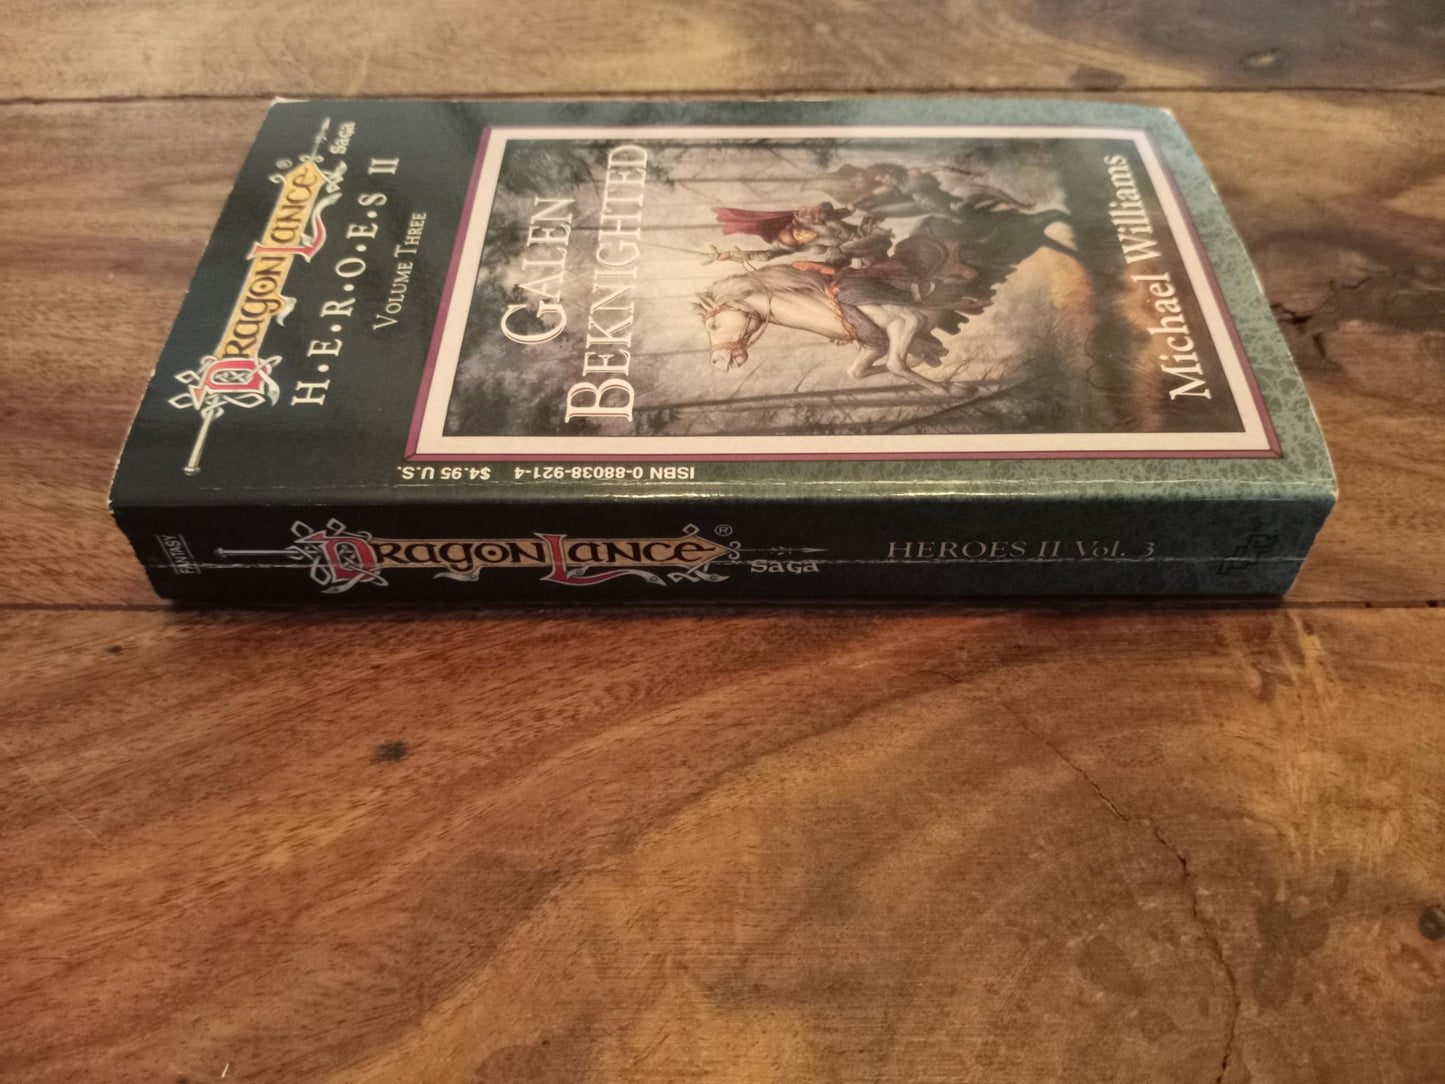 DRAGONLANCE®
Saga
H•E•R•O•E•S II
VOLUME THREE
GALEN
BEKNIGHTED
Michael Williams
ISBN 0-88038-921-4 $4.95 U.S.
FANTASY
DRAGONLANCE®
SAGA
HEROES II Vol. 3